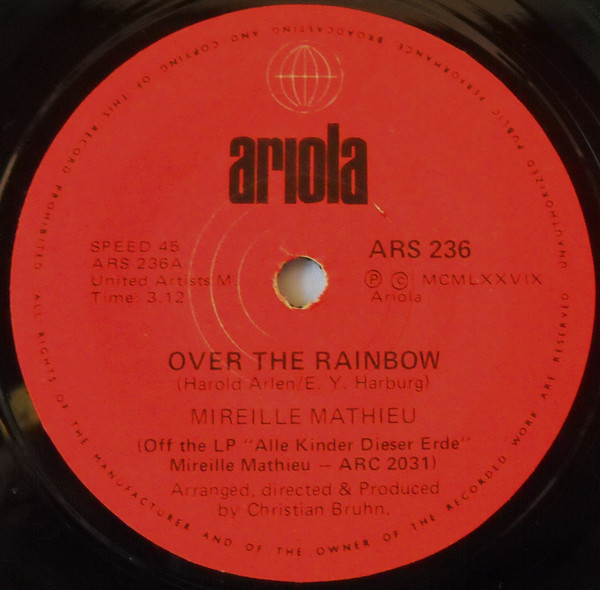 ariola
SPEED 45
ARS 236A
United Artists M.
Time: 3.12
ARS 236
Ⓟ © MCMLXXVIX
Ariola
OVER THE RAINBOW
(Harold Arlen/E. Y. Harburg)
MIREILLE MATHIEU
(Off the LP "Alle Kinder Dieser Erde"
Mireille Mathieu – ARC 2031)
Arranged, directed & Produced
by Christian Bruhn.
ALL RIGHTS OF THE MANUFACTURER AND OF THE OWNER OF THE RECORDED WORK ARE RESERVED UNAUTHORIZED PUBLIC PERFORMANCE BROADCASTING AND COPYING OF THIS RECORD PROHIBITED